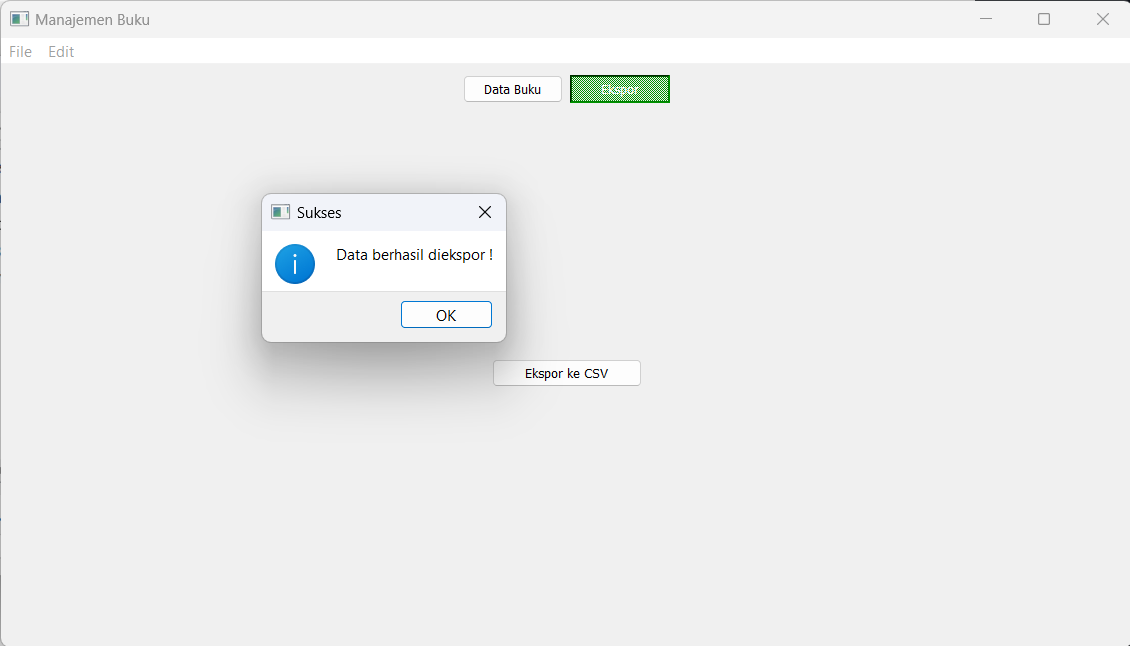 Manajemen Buku
File Edit
Data Buku Ekspor
Sukses
Data berhasil diekspor !
OK
Ekspor ke CSV